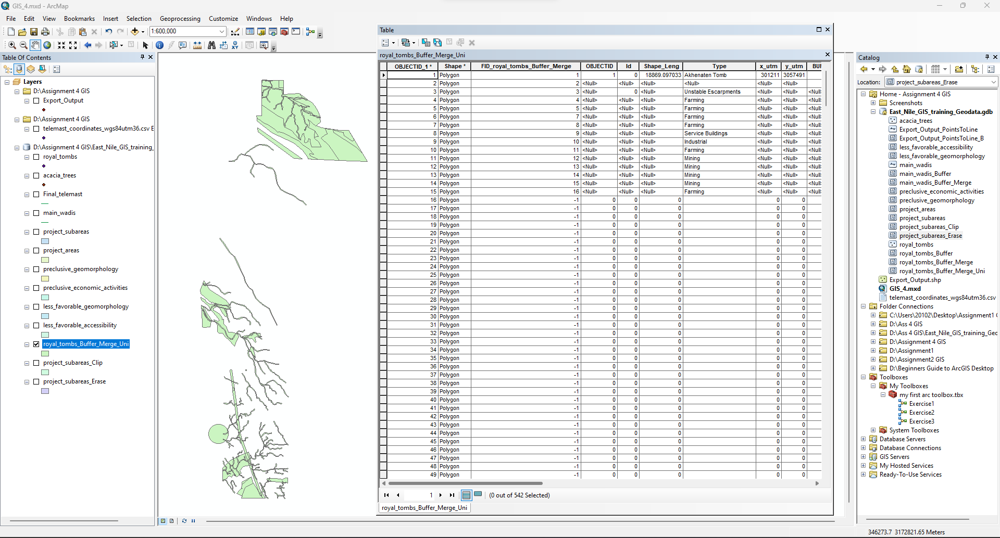 GIS_4.mxd - ArcMap
File Edit View Bookmarks Insert Selection Geoprocessing Customize Windows Help
1:600,000
Table Of Contents
Layers
D:\Assignment 4 GIS
Export_Output
D:\Assignment 4 GIS
telemast_coordinates_wgs84utm36.csv E
D:\Assignment 4 GIS\East_Nile_GIS_training_
royal_tombs
acacia_trees
Final_telemast
main_wadis
project_subareas
project_areas
preclusive_geomorphology
preclusive_economic_activities
less_favorable_geomorphology
less_favorable_accessibility
royal_tombs_Buffer_Merge_Uni
project_subareas_Clip
project_subareas_Erase
Table
royal_tombs_Buffer_Merge_Uni
OBJECTID_1 * Shape * FID_royal_tombs_Buffer_Merge OBJECTID Id Shape_Leng Type x_utm y_utm BUF
1 Polygon 1 1 0 18869.097033 Akhenaten Tomb 301211 3057491
2 Polygon 2 <Null> <Null> <Null> <Null> <Null> <Null> <Null>
3 Polygon 3 <Null> 0 <Null> Unstable Escarpments <Null> <Null> <Null>
4 Polygon 4 <Null> <Null> <Null> Farming <Null> <Null> <Null>
5 Polygon 5 <Null> <Null> <Null> Farming <Null> <Null> <Null>
6 Polygon 7 <Null> <Null> <Null> Farming <Null> <Null> <Null>
7 Polygon 8 <Null> <Null> <Null> Farming <Null> <Null> <Null>
8 Polygon 9 <Null> <Null> <Null> Service Buildings <Null> <Null> <Null>
9 Polygon 10 <Null> <Null> <Null> Industrial <Null> <Null> <Null>
10 Polygon 11 <Null> <Null> <Null> Farming <Null> <Null> <Null>
11 Polygon 12 <Null> <Null> <Null> Mining <Null> <Null> <Null>
12 Polygon 13 <Null> <Null> <Null> Mining <Null> <Null> <Null>
13 Polygon 14 <Null> <Null> <Null> Mining <Null> <Null> <Null>
14 Polygon 15 <Null> <Null> <Null> Mining <Null> <Null> <Null>
15 Polygon 16 <Null> <Null> <Null> Farming <Null> <Null> <Null>
16 Polygon -1 0 0 0 0 0
17 Polygon -1 0 0 0 0 0
18 Polygon -1 0 0 0 0 0
19 Polygon -1 0 0 0 0 0
20 Polygon -1 0 0 0 0 0
21 Polygon -1 0 0 0 0 0
22 Polygon -1 0 0 0 0 0
23 Polygon -1 0 0 0 0 0
24 Polygon -1 0 0 0 0 0
25 Polygon -1 0 0 0 0 0
26 Polygon -1 0 0 0 0 0
27 Polygon -1 0 0 0 0 0
28 Polygon -1 0 0 0 0 0
29 Polygon -1 0 0 0 0 0
30 Polygon -1 0 0 0 0 0
31 Polygon -1 0 0 0 0 0
32 Polygon -1 0 0 0 0 0
33 Polygon -1 0 0 0 0 0
34 Polygon -1 0 0 0 0 0
35 Polygon -1 0 0 0 0 0
36 Polygon -1 0 0 0 0 0
37 Polygon -1 0 0 0 0 0
38 Polygon -1 0 0 0 0 0
39 Polygon -1 0 0 0 0 0
40 Polygon -1 0 0 0 0 0
41 Polygon -1 0 0 0 0 0
42 Polygon -1 0 0 0 0 0
43 Polygon -1 0 0 0 0 0
44 Polygon -1 0 0 0 0 0
45 Polygon -1 0 0 0 0 0
46 Polygon -1 0 0 0 0 0
47 Polygon -1 0 0 0 0 0
48 Polygon -1 0 0 0 0 0
49 Polygon -1 0 0 0 0 0
1 (0 out of 542 Selected)
royal_tombs_Buffer_Merge_Uni
Catalog
Location: project_subareas_Erase
Home - Assignment 4 GIS
Screenshots
East_Nile_GIS_training_Geodata.gdb
acacia_trees
Export_Output_PointsToLine
Export_Output_PointsToLine_B
less_favorable_accessibility
less_favorable_geomorphology
main_wadis
main_wadis_Buffer
main_wadis_Buffer_Merge
preclusive_economic_activities
preclusive_geomorphology
project_areas
project_subareas
project_subareas_Clip
project_subareas_Erase
royal_tombs
royal_tombs_Buffer
royal_tombs_Buffer_Merge
royal_tombs_Buffer_Merge_Uni
Export_Output.shp
GIS_4.mxd
telemast_coordinates_wgs84utm36.csv
Folder Connections
C:\Users\20102\Desktop\Assignment1 G
D:\Ass 4 GIS
D:\Ass 4 GIS\East_Nile_GIS_training_Geo
D:\Assignment 4 GIS
D:\Assignment1
D:\Assignment2 GIS
D:\Beginners Guide to ArcGIS Desktop
Toolboxes
My Toolboxes
my first arc toolbox.tbx
Exercise1
Exercise2
Exercise3
System Toolboxes
Database Servers
Database Connections
GIS Servers
My Hosted Services
Ready-To-Use Services
346273.7 3172821.65 Meters